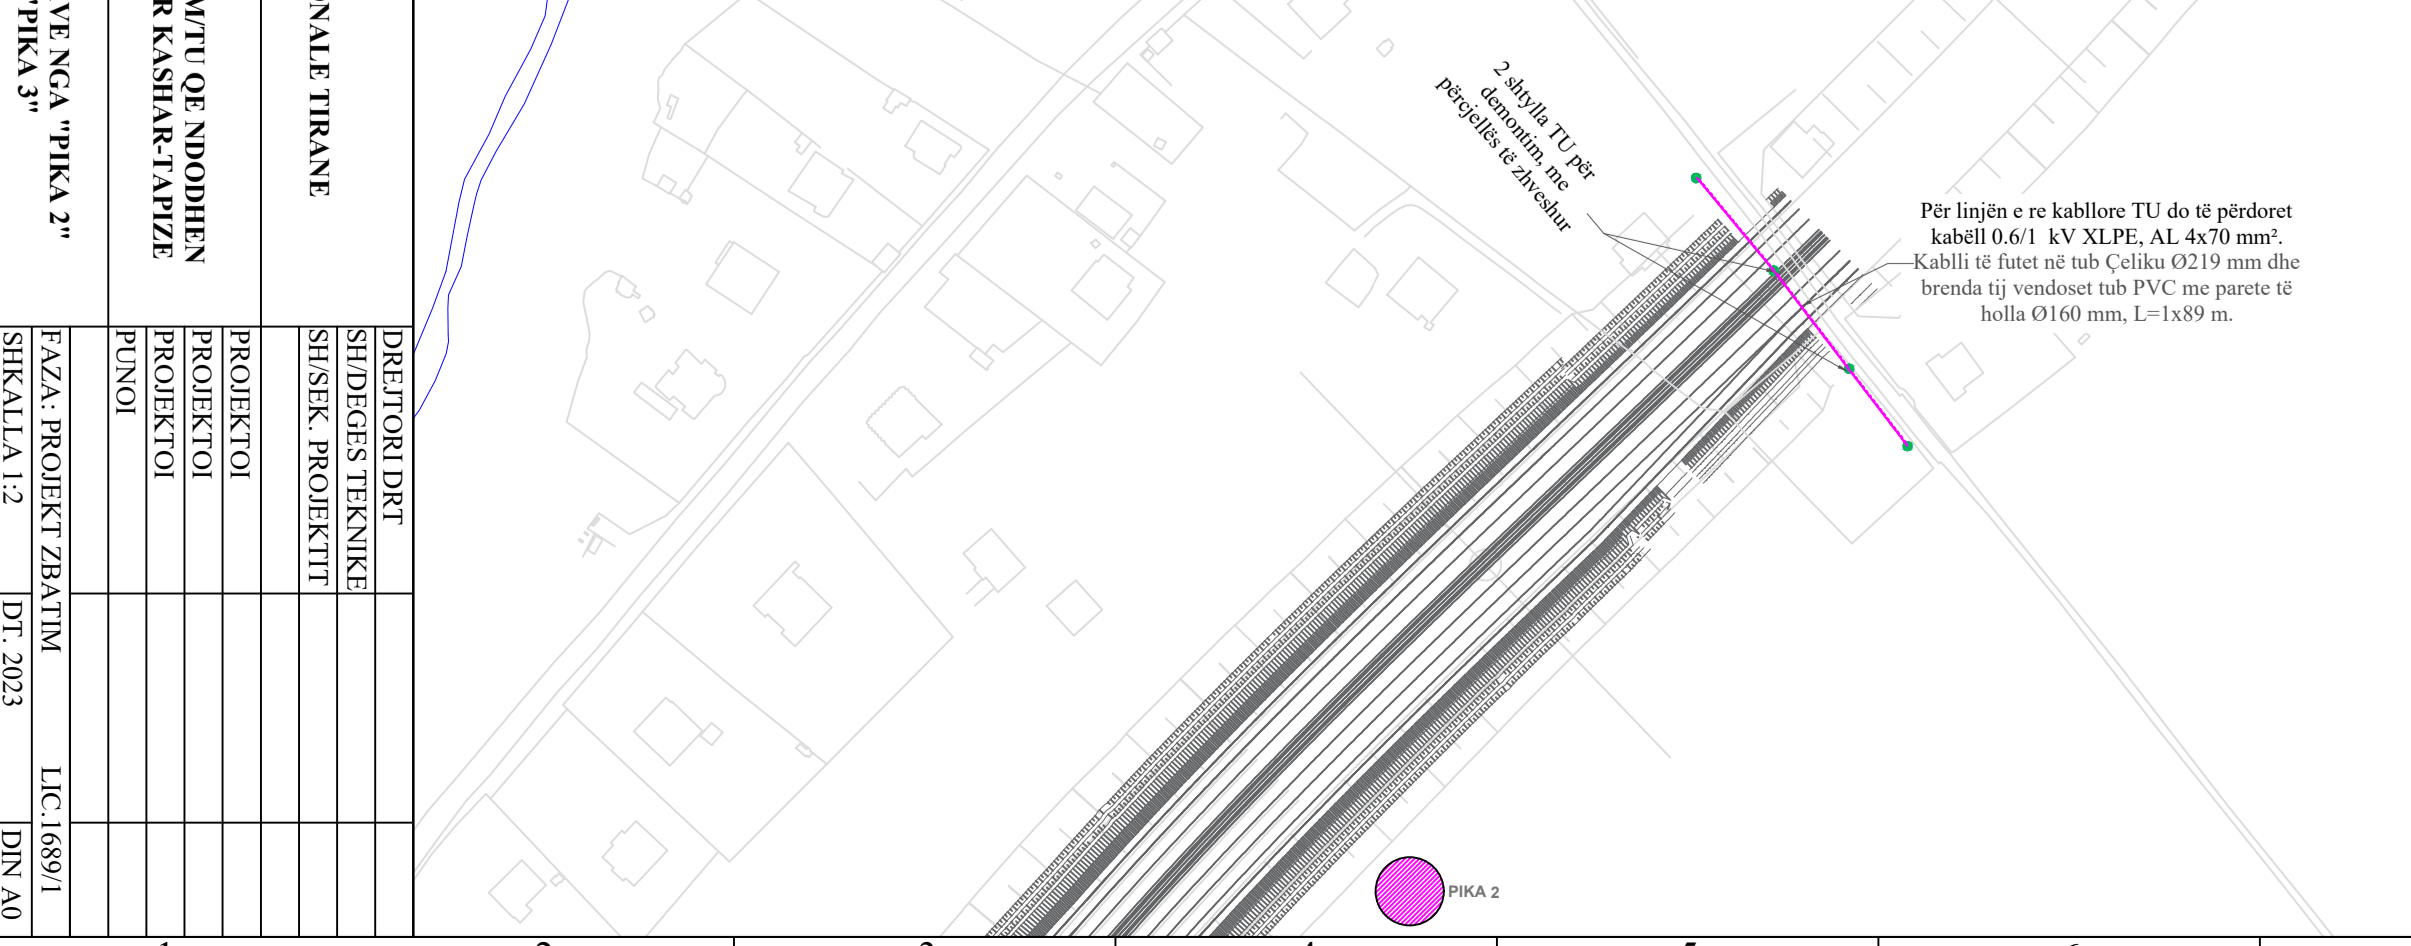 NALE TIRANE
M/TU QE NDODHEN
R KASHAR-TAPIZE
VE NGA "PIKA 2"
"PIKA 3"
DREJTORI DRT
SH/DEGES TEKNIKE
SH/SEK. PROJEKTIT
PROJEKTOI
PROJEKTOI
PROJEKTOI
PUNOI
FAZA: PROJEKT ZBATIM LIC.1689/1
SHKALLA 1:2 DT. 2023 DIN A0
2 shtylla TU për
demontim, me
përcjellës të zhveshur
Për linjën e re kabllore TU do të përdoret
kabëll 0.6/1 kV XLPE, AL 4x70 mm².
Kablli të futet në tub Çeliku Ø219 mm dhe
brenda tij vendoset tub PVC me parete të
holla Ø160 mm, L=1x89 m.
PIKA 2